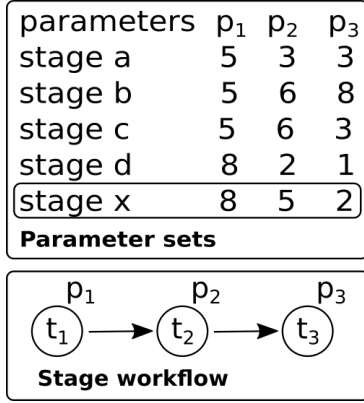 parameters p₁ p₂ p₃
stage a 5 3 3
stage b 5 6 8
stage c 5 6 3
stage d 8 2 1
stage x 8 5 2
Parameter sets
p₁ p₂ p₃
t₁ t₂ t₃
Stage workflow